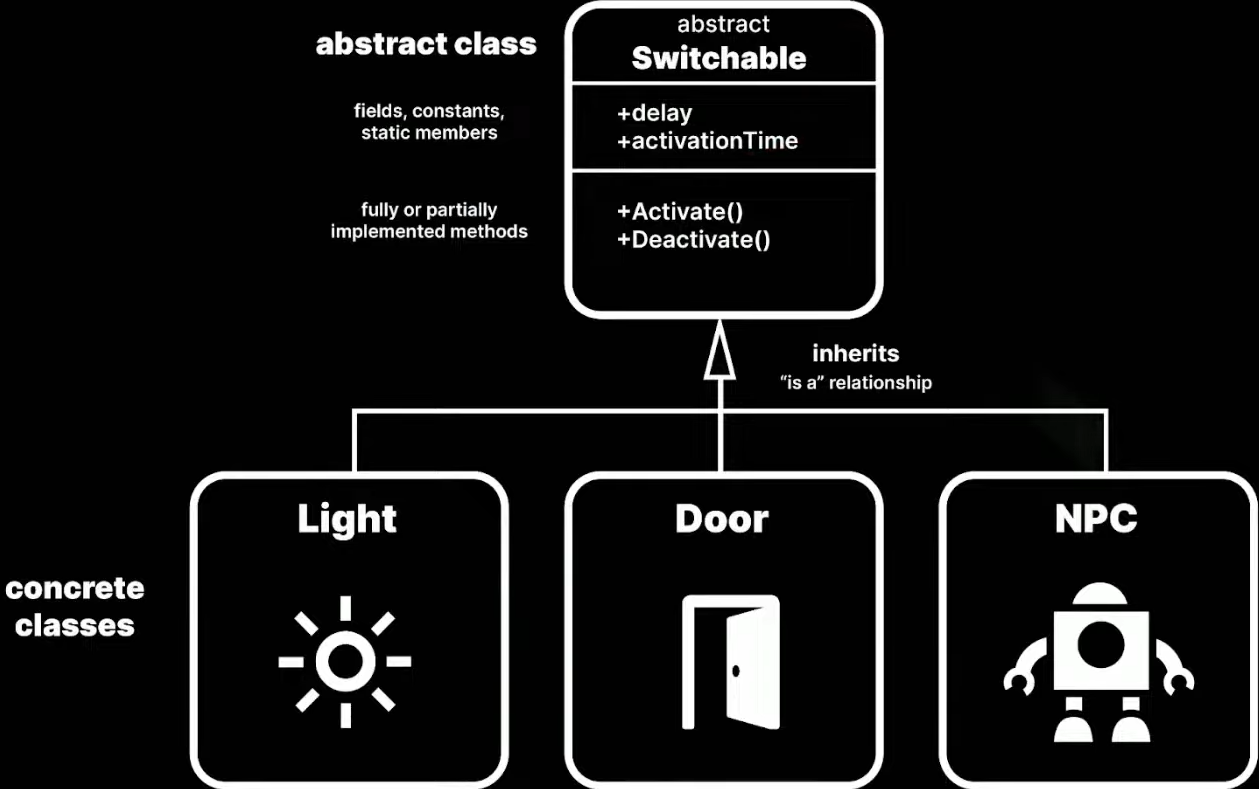 abstract
Switchable
abstract class
fields, constants,
static members
+delay
+activationTime
fully or partially
implemented methods
+Activate()
+Deactivate()
inherits
“is a” relationship
Light
Door
NPC
concrete
classes